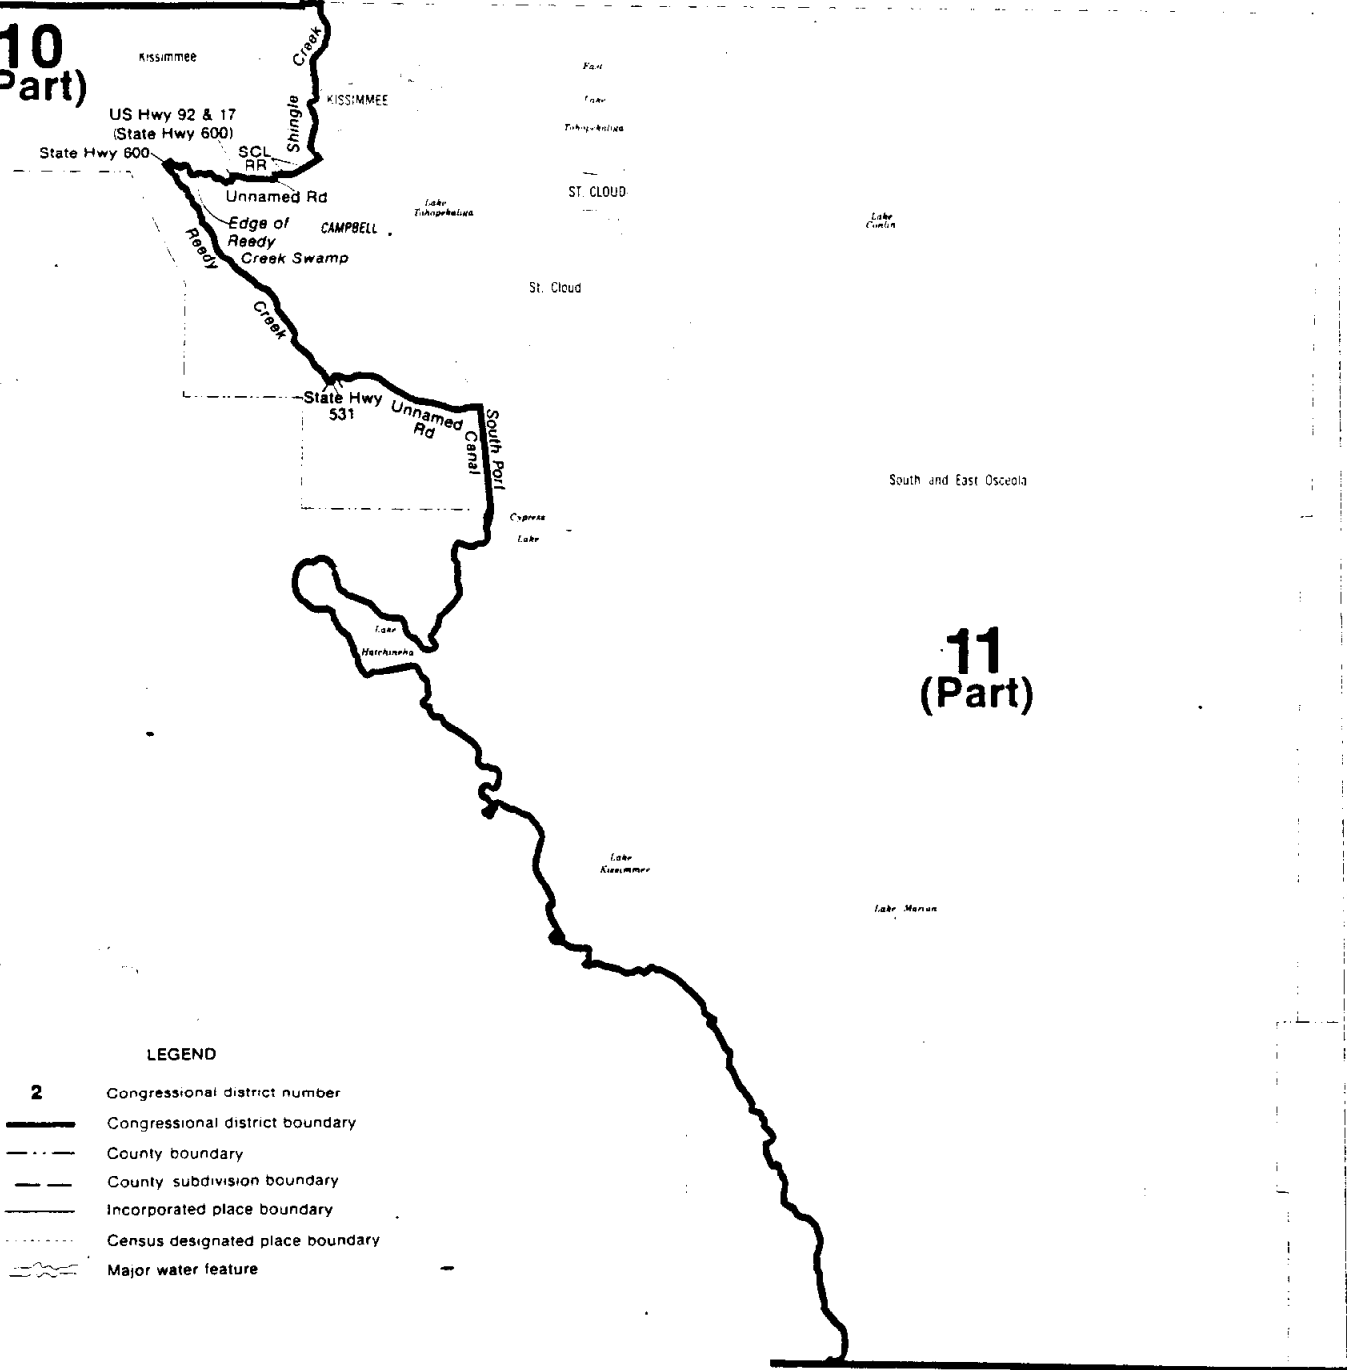 10
Part)
Kissimmee
Creek
Shingle
KISSIMMEE
East
Lake
Tohopekaliga
US Hwy 92 & 17
(State Hwy 600)
State Hwy 600
SCL
RR
Unnamed Rd
ST. CLOUD
Lake
Tohopekaliga
Lake
Conlin
Edge of
Reedy
Creek Swamp
CAMPBELL
Reedy
Creek
St. Cloud
State Hwy
531
Unnamed
Rd
South Port
Canal
South and East Osceola
Cypress
Lake
Lake
Hatchineha
11
(Part)
Lake
Kissimmee
Lake Marian
LEGEND
2 Congressional district number
Congressional district boundary
County boundary
County subdivision boundary
Incorporated place boundary
Census designated place boundary
Major water feature